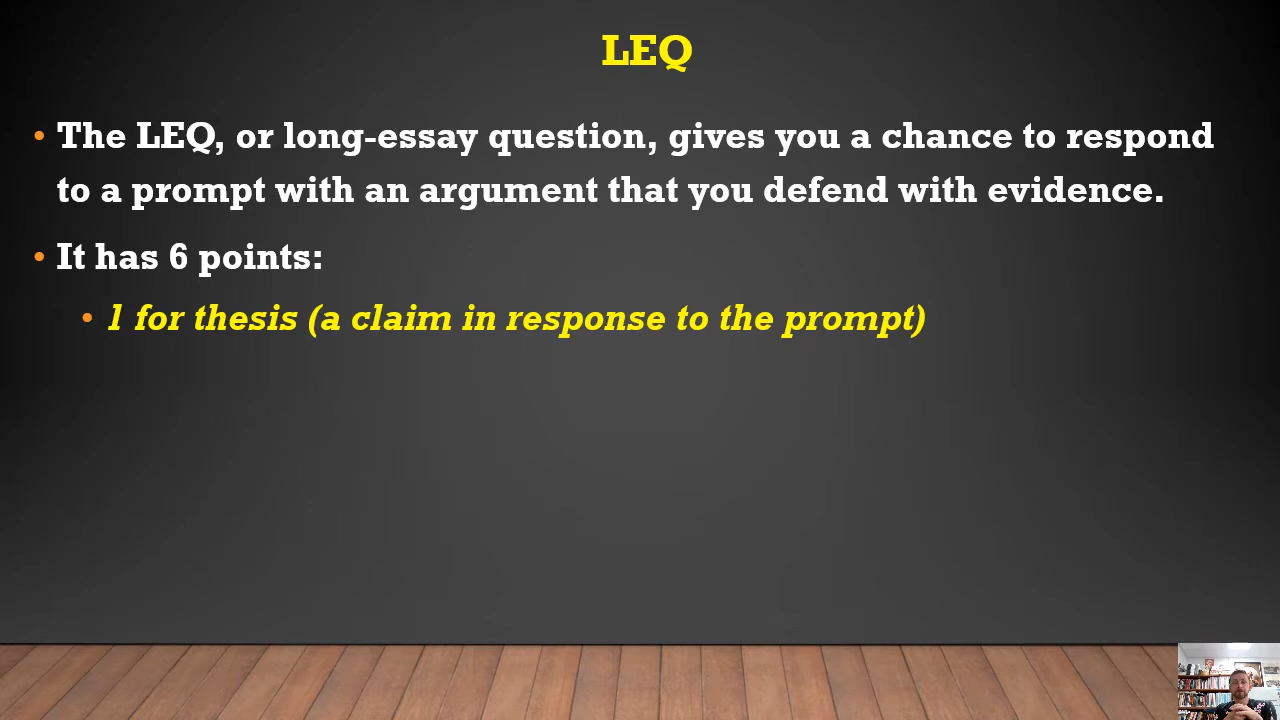 LEQ
• The LEQ, or long-essay question, gives you a chance to respond
to a prompt with an argument that you defend with evidence.
• It has 6 points:
• 1 for thesis (a claim in response to the prompt)